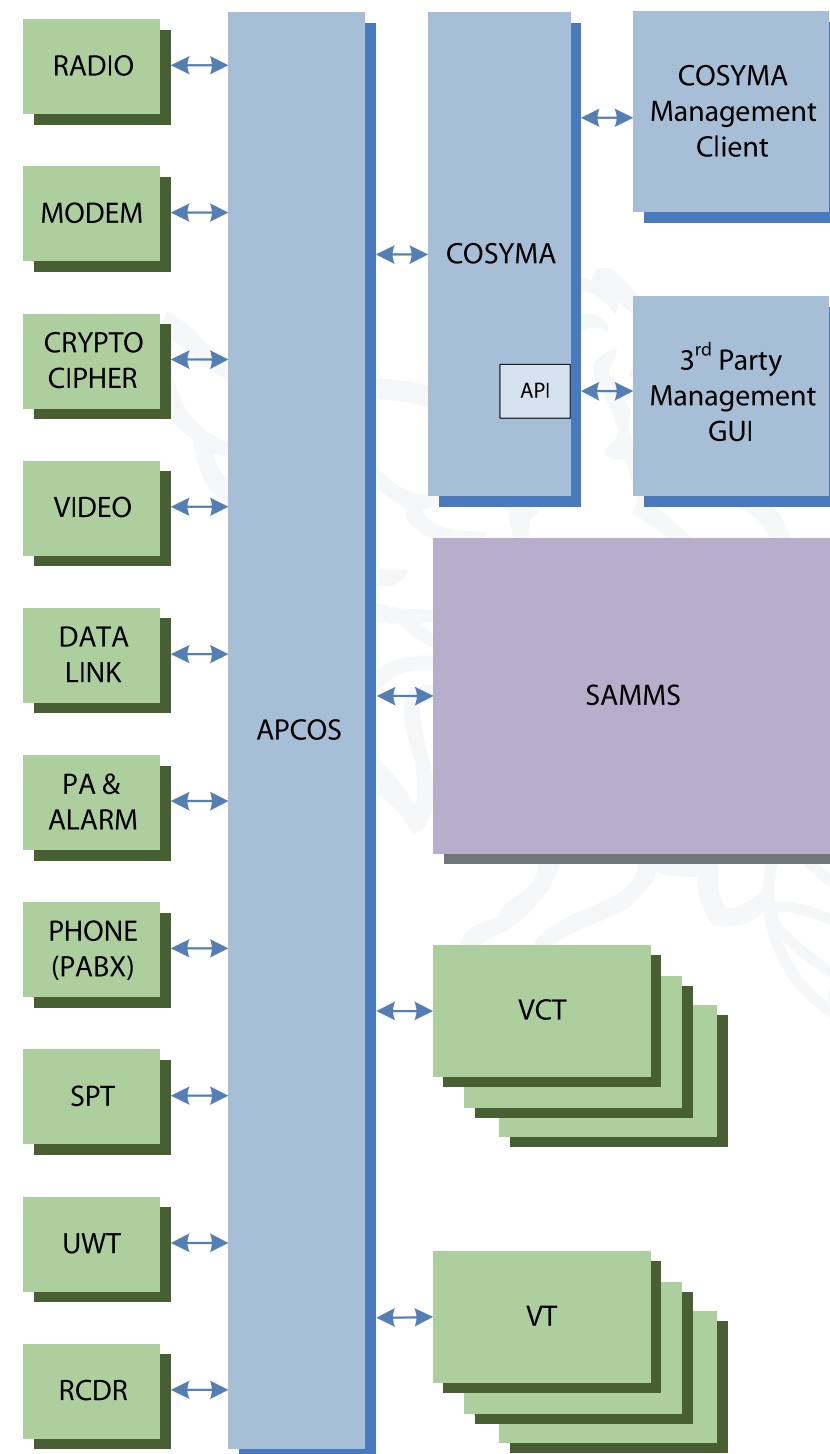 RADIO
MODEM
CRYPTO
CIPHER
VIDEO
DATA
LINK
PA &
ALARM
PHONE
(PABX)
SPT
UWT
RCDR
APCOS
COSYMA
API
COSYMA
Management
Client
3rd Party
Management
GUI
SAMMS
VCT
VT